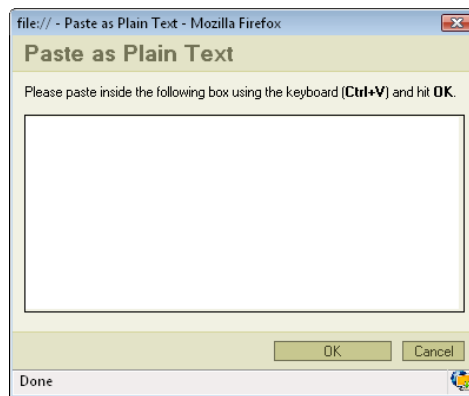 file:// - Paste as Plain Text - Mozilla Firefox
Paste as Plain Text
Please paste inside the following box using the keyboard (Ctrl+V) and hit OK.
OK
Cancel
Done